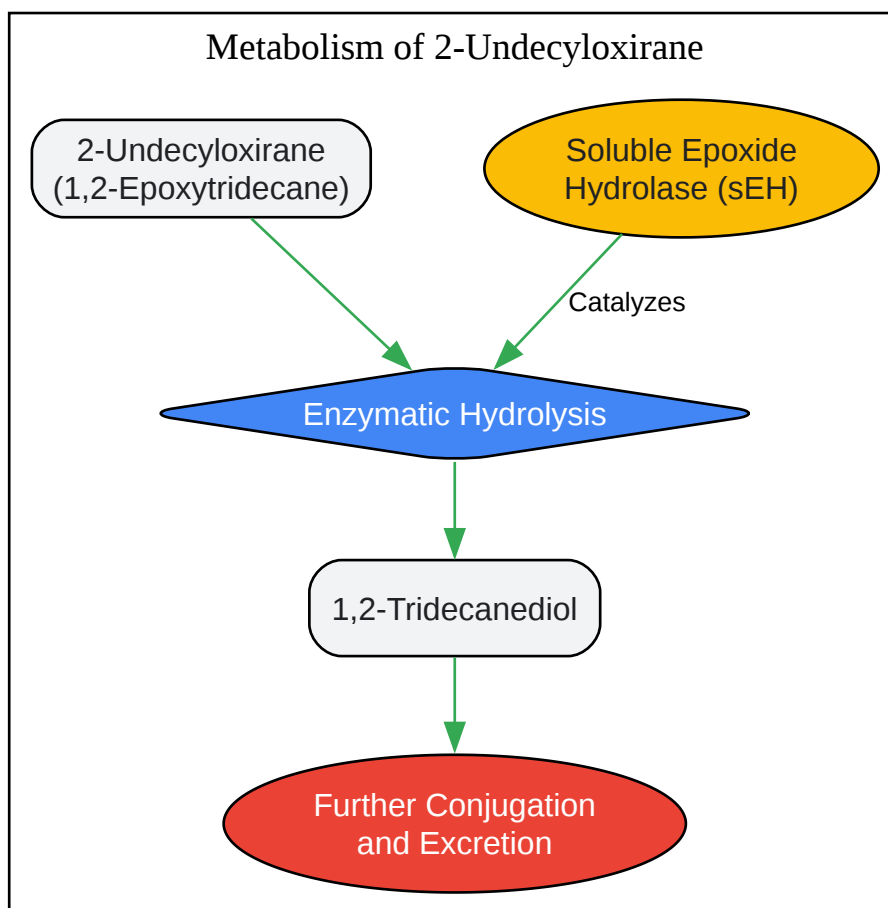 Metabolism of 2-Undecyloxirane
2-Undecyloxirane
(1,2-Epoxytridecane)
Soluble Epoxide
Hydrolase (sEH)
Catalyzes
Enzymatic Hydrolysis
1,2-Tridecanediol
Further Conjugation
and Excretion